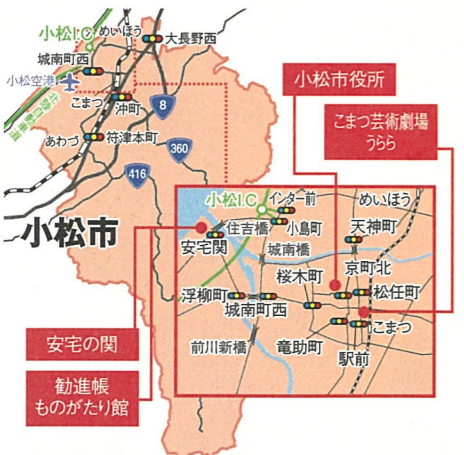 小松I.C
めいほう
大長野西
城南町西
小松空港
北陸自動車道
こまつ
沖町
8
あわづ
符津本町
360
416
小松市
小松市役所
こまつ芸術劇場
うらら
小松I.C
インター前
めいほう
住吉橋
小島町
天神町
安宅関
城南橋
京町北
桜木町
松任町
浮柳町
城南町西
こまつ
前川新橋
竜助町
駅前
安宅の関
勧進帳
ものがたり館